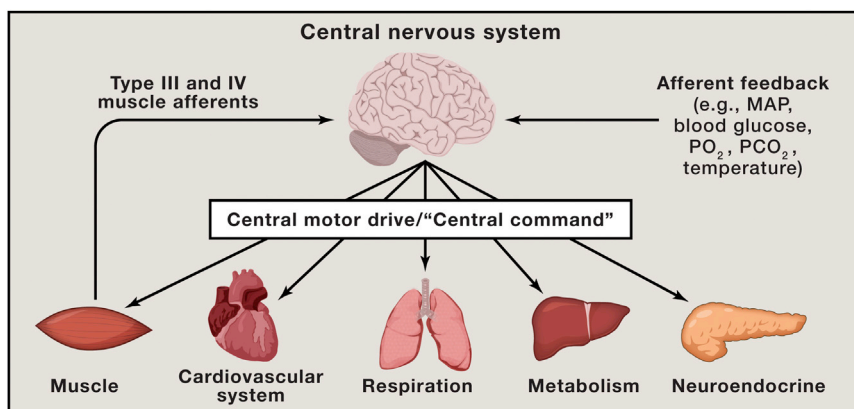 Central nervous system
Type III and IV
muscle afferents
Afferent feedback
(e.g., MAP,
blood glucose,
PO₂, PCO₂,
temperature)
Central motor drive/“Central command”
Muscle
Cardiovascular
system
Respiration
Metabolism
Neuroendocrine